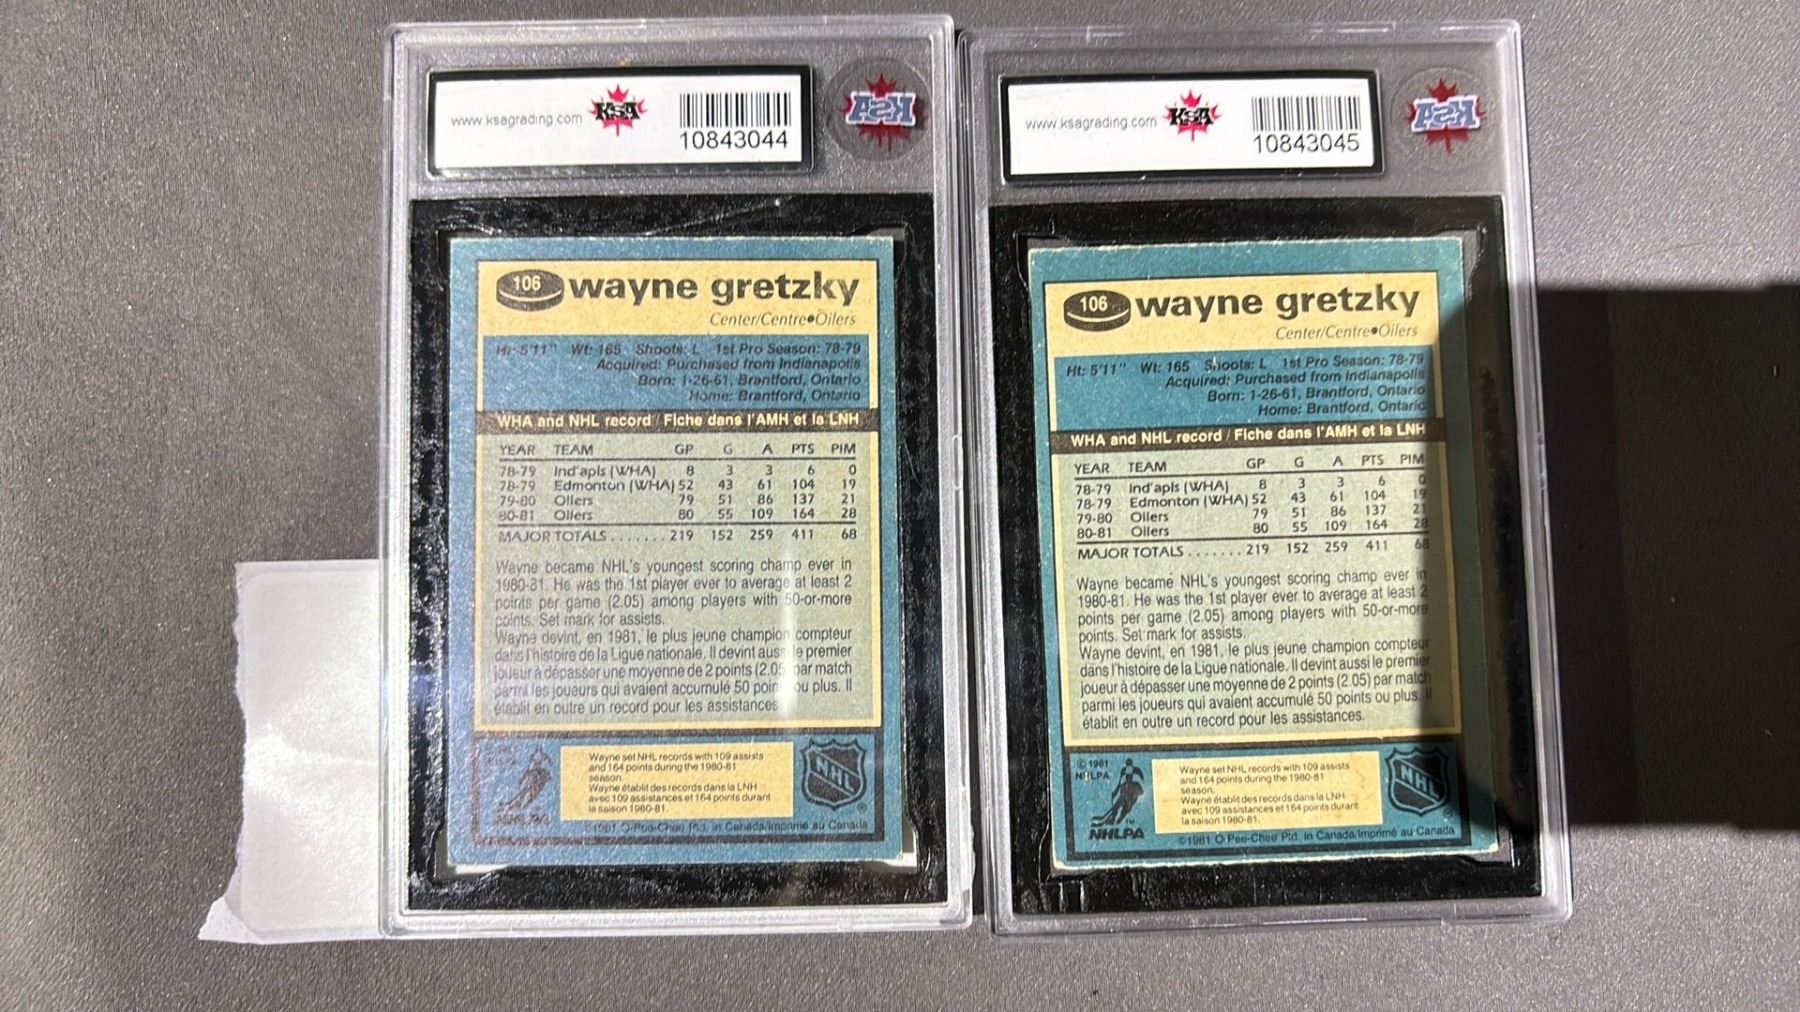 www.ksagrading.com KSA 10843044
KSA
106 wayne gretzky
Center/Centre•Oilers
Ht: 5'11" Wt: 165 Shoots: L 1st Pro Season: 78-79
Acquired: Purchased from Indianapolis
Born: 1-26-61, Brantford, Ontario
Home: Brantford, Ontario
WHA and NHL record / Fiche dans l'AMH et la LNH
YEAR TEAM GP G A PTS PIM
78-79 Ind'apls (WHA) 8 3 3 6 0
78-79 Edmonton (WHA) 52 43 61 104 19
79-80 Oilers 79 51 86 137 21
80-81 Oilers 80 55 109 164 28
MAJOR TOTALS ....... 219 152 259 411 68
Wayne became NHL's youngest scoring champ ever in
1980-81. He was the 1st player ever to average at least 2
points per game (2.05) among players with 50-or-more
points. Set mark for assists.
Wayne devint, en 1981, le plus jeune champion compteur
dans l'histoire de la Ligue nationale. Il devint aussi le premier
joueur à dépasser une moyenne de 2 points (2.05 par match
parmi les joueurs qui avaient accumulé 50 points ou plus. Il
établit en outre un record pour les assistances.
Wayne set NHL records with 109 assists
and 164 points during the 1980-81
season.
Wayne établit des records dans la LNH
avec 109 assistances et 164 points durant
la saison 1980-81.
NHLPA
NHL
®
©1981 O-Pee-Chee Ptd. in Canada/Imprimé au Canada
www.ksagrading.com KSA 10843045
KSA
106 wayne gretzky
Center/Centre•Oilers
Ht: 5'11" Wt: 165 Shoots: L 1st Pro Season: 78-79
Acquired: Purchased from Indianapolis
Born: 1-26-61, Brantford, Ontario
Home: Brantford, Ontario
WHA and NHL record / Fiche dans l'AMH et la LNH
YEAR TEAM GP G A PTS PIM
78-79 Ind'apls (WHA) 8 3 3 6 0
78-79 Edmonton (WHA) 52 43 61 104 19
79-80 Oilers 79 51 86 137 21
80-81 Oilers 80 55 109 164 28
MAJOR TOTALS ....... 219 152 259 411 68
Wayne became NHL's youngest scoring champ ever in
1980-81. He was the 1st player ever to average at least 2
points per game (2.05) among players with 50-or-more
points. Set mark for assists.
Wayne devint, en 1981, le plus jeune champion compteur
dans l'histoire de la Ligue nationale. Il devint aussi le premier
joueur à dépasser une moyenne de 2 points (2.05) par match
parmi les joueurs qui avaient accumulé 50 points ou plus. Il
établit en outre un record pour les assistances.
© 1981
NHLPA
Wayne set NHL records with 109 assists
and 164 points during the 1980-81
season.
Wayne établit des records dans la LNH
avec 109 assistances et 164 points durant
la saison 1980-81.
TM
NHLPA
NHL
©1981 O-Pee-Chee Ptd. in Canada/Imprimé au Canada